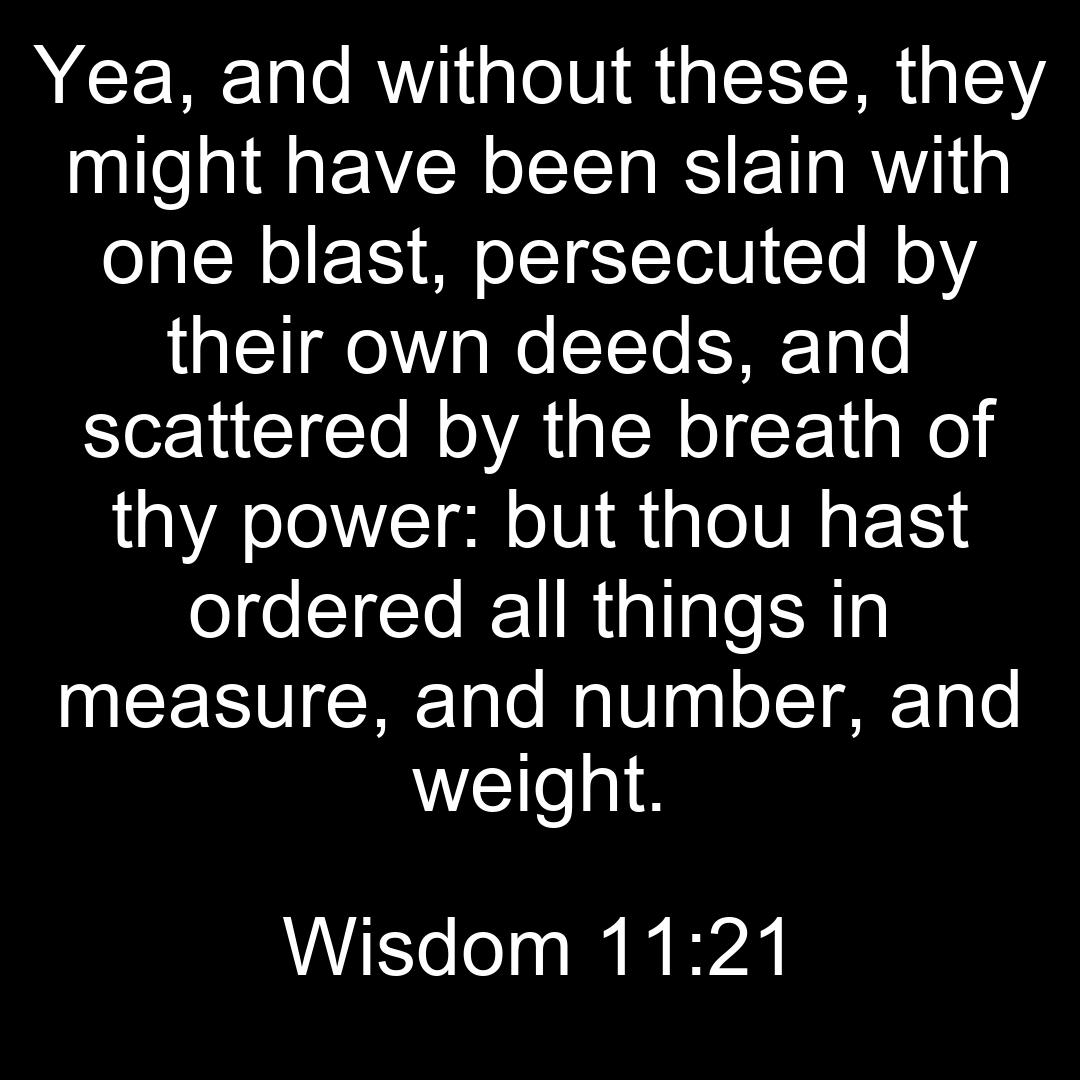 Yea, and without these, they
might have been slain with
one blast, persecuted by
their own deeds, and
scattered by the breath of
thy power: but thou hast
ordered all things in
measure, and number, and
weight.
Wisdom 11:21